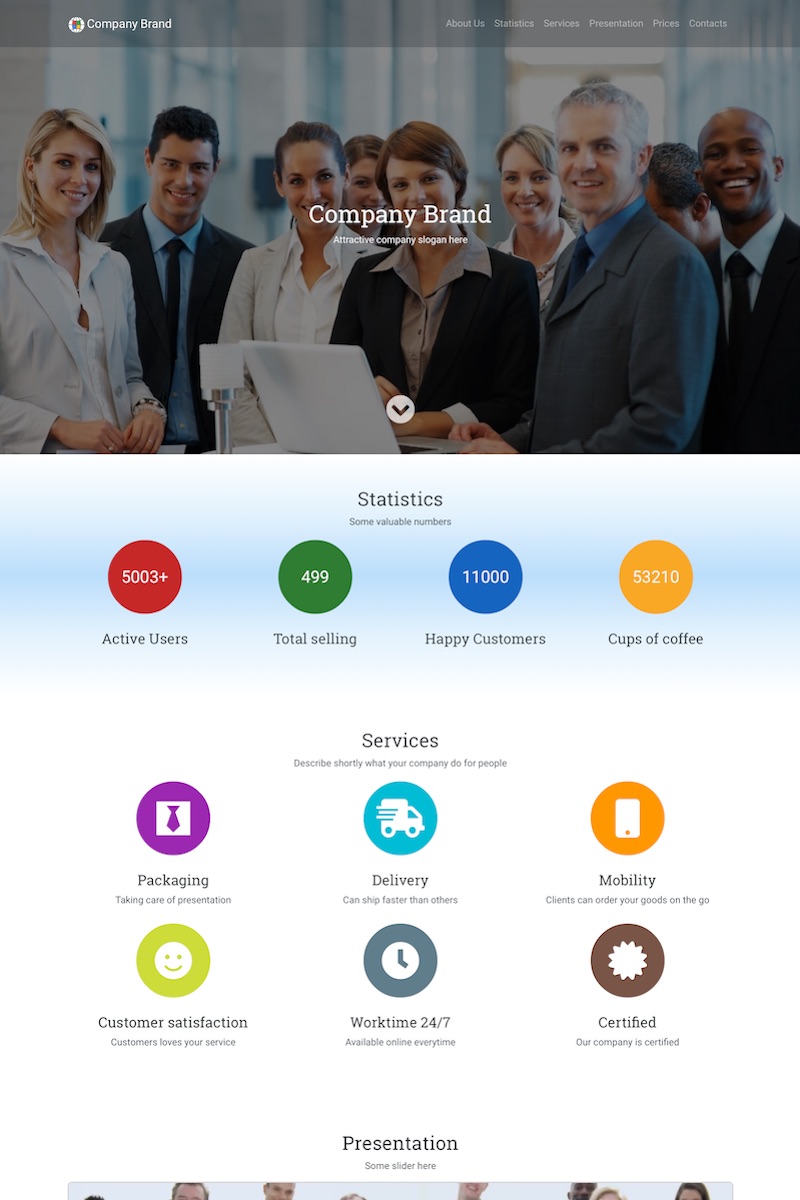 Company Brand
About Us Statistics Services Presentation Prices Contacts
Company Brand
Attractive company slogan here
Statistics
Some valuable numbers
5003+ 499 11000 53210
Active Users Total selling Happy Customers Cups of coffee
Services
Describe shortly what your company do for people
Packaging Delivery Mobility
Taking care of presentation Can ship faster than others Clients can order your goods on the go
Customer satisfaction Worktime 24/7 Certified
Customers loves your service Available online everytime Our company is certified
Presentation
Some slider here